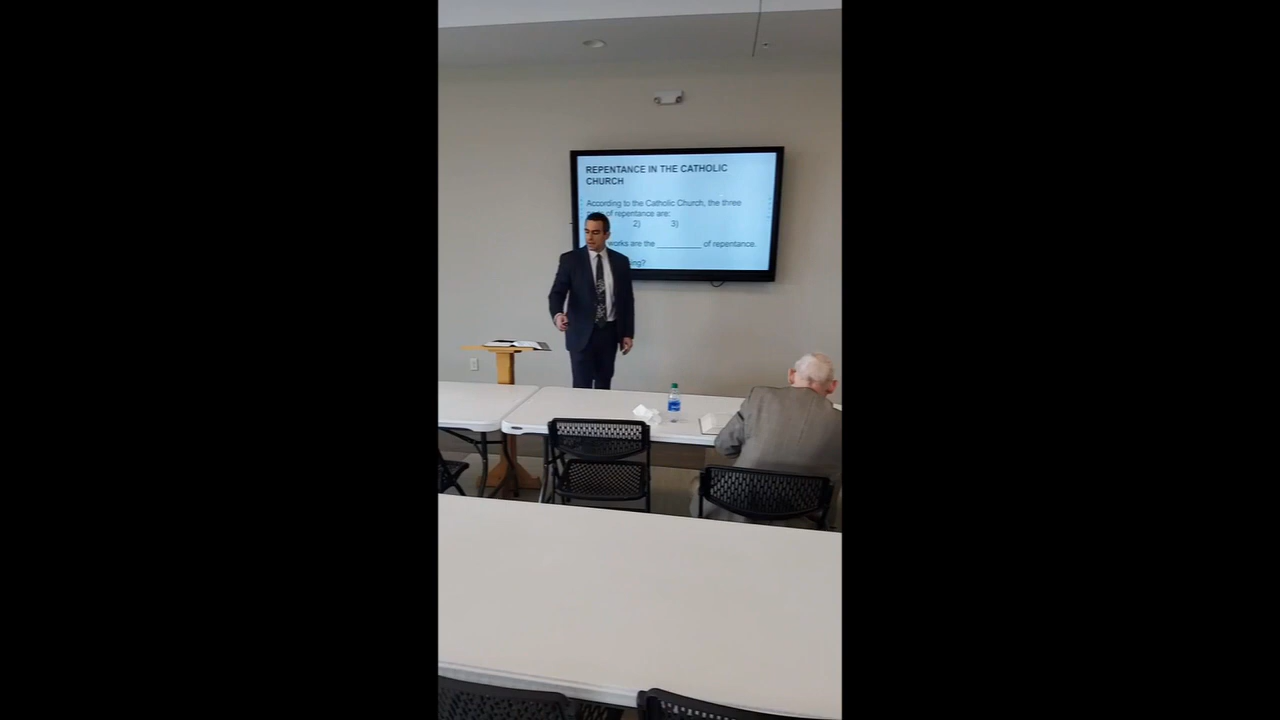 REPENTANCE IN THE CATHOLIC
CHURCH
According to the Catholic Church, the three
of repentance are:
2) 3)
works are the __________ of repentance.